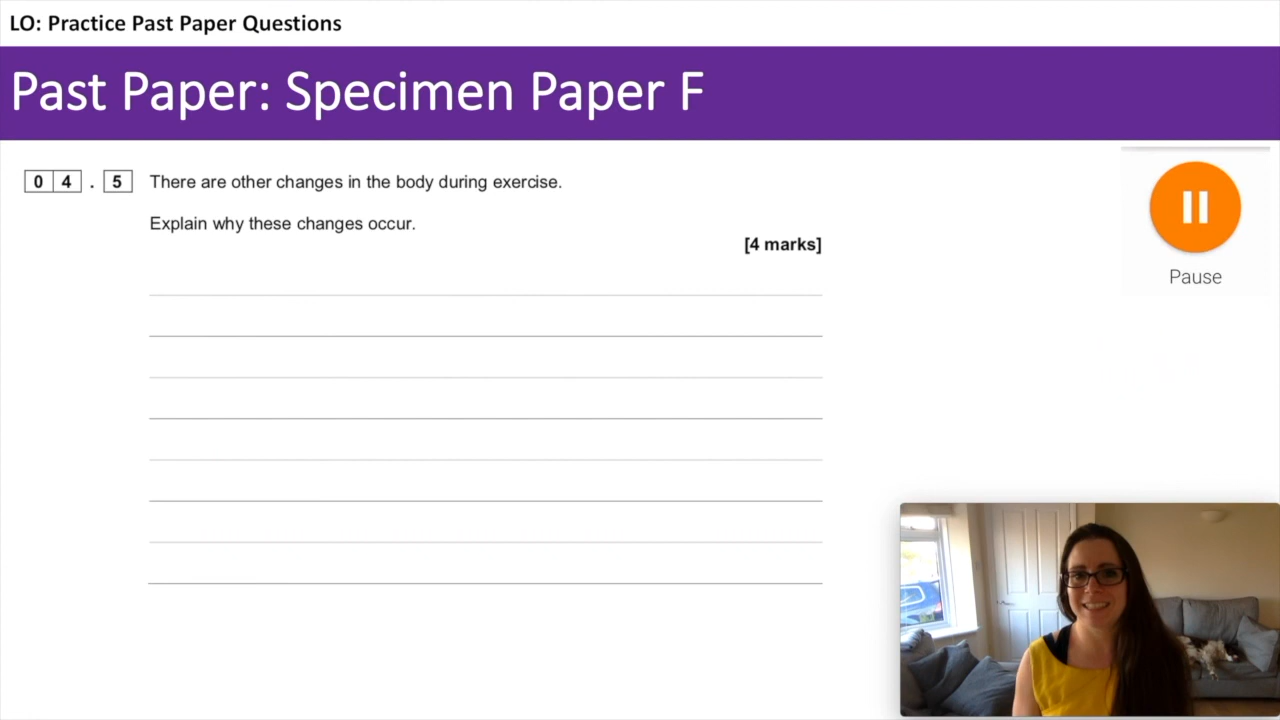 LO: Practice Past Paper Questions
Past Paper: Specimen Paper F
0 4 . 5 There are other changes in the body during exercise.
Explain why these changes occur.
[4 marks]
Pause